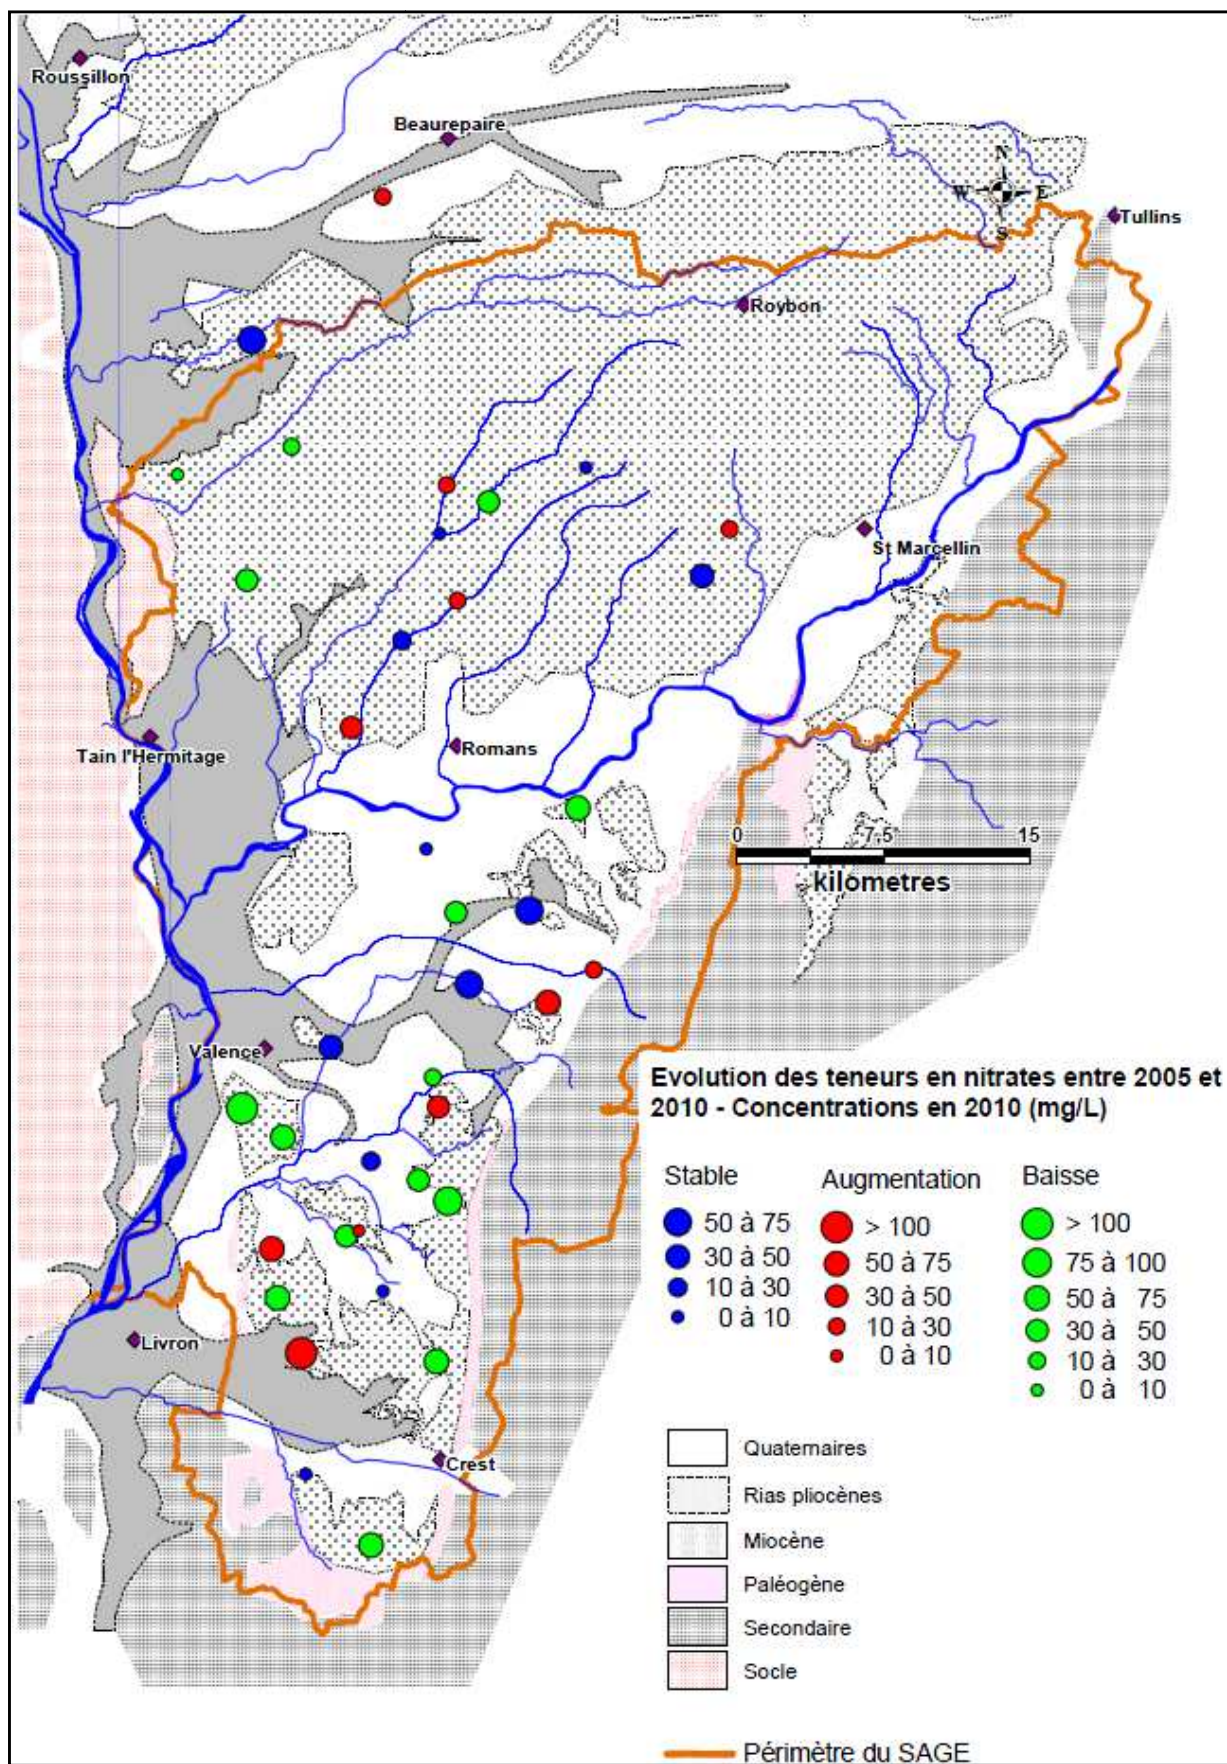 Roussillon
Beaurepaire
N
W E
S
Tullins
Roybon
St Marcellin
Tain l'Hermitage
Romans
0 7,5 15
kilometres
Valence
Livron
Crest
Evolution des teneurs en nitrates entre 2005 et
2010 - Concentrations en 2010 (mg/L)
Stable
50 à 75
30 à 50
10 à 30
0 à 10
Augmentation
> 100
50 à 75
30 à 50
10 à 30
0 à 10
Baisse
> 100
75 à 100
50 à 75
30 à 50
10 à 30
0 à 10
Quaternaires
Rias pliocènes
Miocène
Paléogène
Secondaire
Socle
Périmètre du SAGE